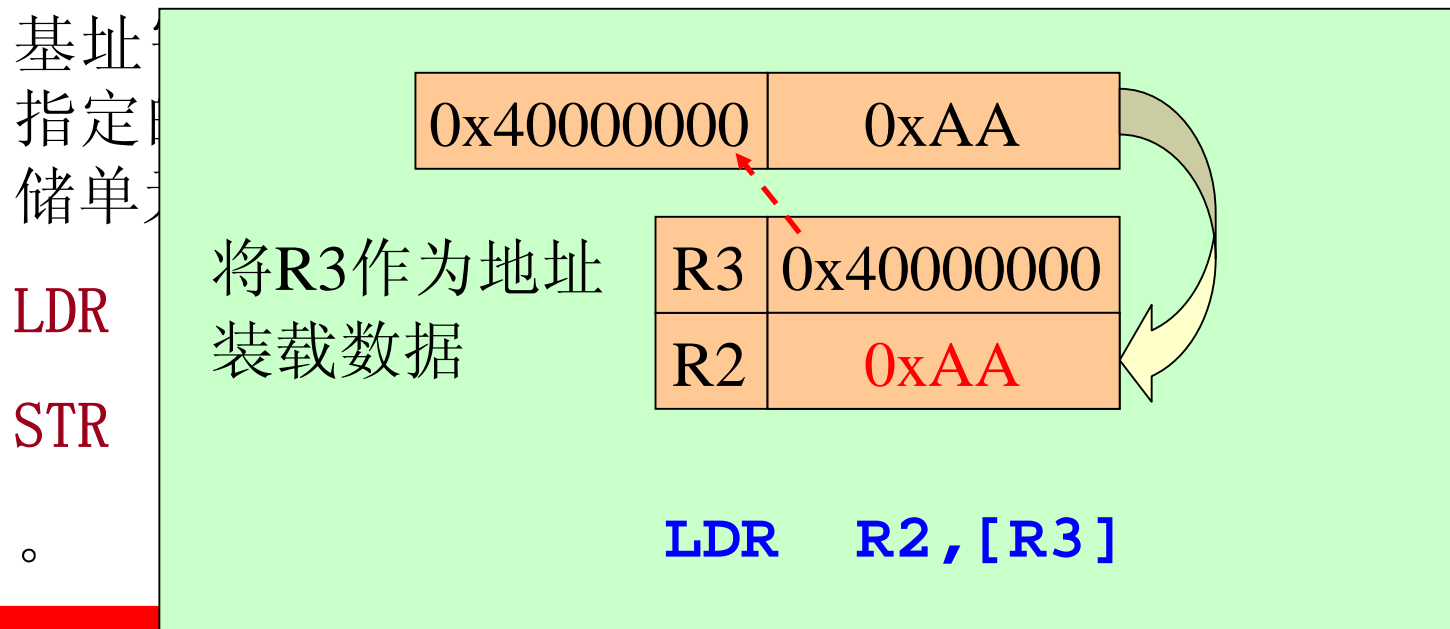 基址
指定
储单
LDR
STR
。
0x40000000 0xAA
将R3作为地址
装载数据
R3 0x40000000
R2 0xAA
LDR R2,[R3]